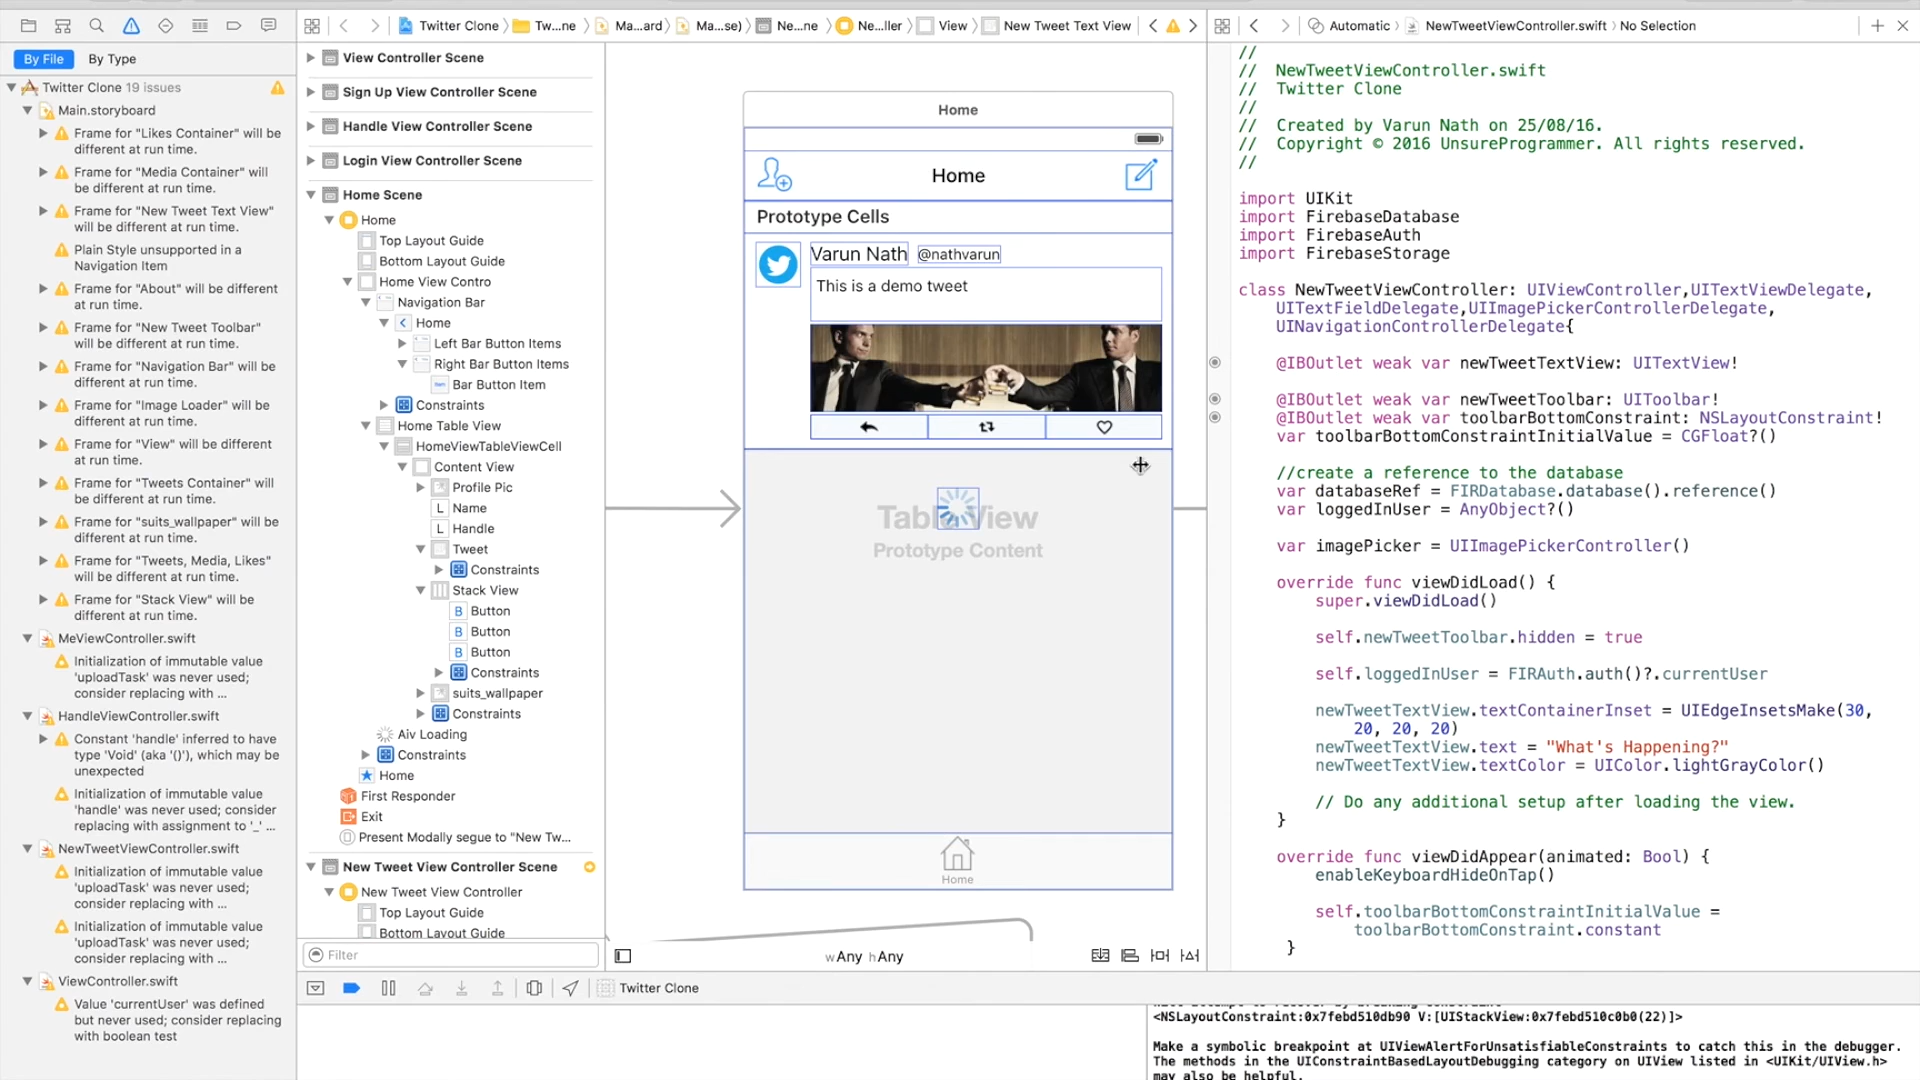 Twitter Clone
Tw...ne
Ma...ard
Ma...se)
Ne...ne
Ne...ller
View
New Tweet Text View
Automatic
NewTweetViewController.swift
No Selection
By File
By Type
Twitter Clone 19 issues
Main.storyboard
Frame for "Likes Container" will be
different at run time.
Frame for "Media Container" will
be different at run time.
Frame for "New Tweet Text View"
will be different at run time.
Plain Style unsupported in a
Navigation Item
Frame for "About" will be different
at run time.
Frame for "New Tweet Toolbar"
will be different at run time.
Frame for "Navigation Bar" will be
different at run time.
Frame for "Image Loader" will be
different at run time.
Frame for "View" will be different
at run time.
Frame for "Tweets Container" will
be different at run time.
Frame for "suits_wallpaper" will be
different at run time.
Frame for "Tweets, Media, Likes"
will be different at run time.
Frame for "Stack View" will be
different at run time.
MeViewController.swift
Initialization of immutable value
'uploadTask' was never used;
consider replacing with ...
HandleViewController.swift
Constant 'handle' inferred to have
type 'Void' (aka '()'), which may be
unexpected
Initialization of immutable value
'handle' was never used; consider
replacing with assignment to '_' ...
NewTweetViewController.swift
Initialization of immutable value
'uploadTask' was never used;
consider replacing with ...
Initialization of immutable value
'uploadTask' was never used;
consider replacing with ...
ViewController.swift
Value 'currentUser' was defined
but never used; consider replacing
with boolean test
View Controller Scene
Sign Up View Controller Scene
Handle View Controller Scene
Login View Controller Scene
Home Scene
Home
Top Layout Guide
Bottom Layout Guide
Home View Contro
Navigation Bar
Home
Left Bar Button Items
Right Bar Button Items
Bar Button Item
Constraints
Home Table View
HomeViewTableViewCell
Content View
Profile Pic
L Name
L Handle
Tweet
Constraints
Stack View
B Button
B Button
B Button
Constraints
suits_wallpaper
Constraints
Aiv Loading
Constraints
Home
First Responder
Exit
Present Modally segue to "New Tw...
New Tweet View Controller Scene
New Tweet View Controller
Top Layout Guide
Bottom Layout Guide
Filter
Home
Home
Prototype Cells
Varun Nath @nathvarun
This is a demo tweet
Table View
Prototype Content
Home
wAny hAny
//
// NewTweetViewController.swift
// Twitter Clone
//
// Created by Varun Nath on 25/08/16.
// Copyright © 2016 UnsureProgrammer. All rights reserved.
//
import UIKit
import FirebaseDatabase
import FirebaseAuth
import FirebaseStorage
class NewTweetViewController: UIViewController,UITextViewDelegate,
UITextFieldDelegate,UIImagePickerControllerDelegate,
UINavigationControllerDelegate{
@IBOutlet weak var newTweetTextView: UITextView!
@IBOutlet weak var newTweetToolbar: UIToolbar!
@IBOutlet weak var toolbarBottomConstraint: NSLayoutConstraint!
var toolbarBottomConstraintInitialValue = CGFloat?()
//create a reference to the database
var databaseRef = FIRDatabase.database().reference()
var loggedInUser = AnyObject?()
var imagePicker = UIImagePickerController()
override func viewDidLoad() {
super.viewDidLoad()
self.newTweetToolbar.hidden = true
self.loggedInUser = FIRAuth.auth()?.currentUser
newTweetTextView.textContainerInset = UIEdgeInsetsMake(30,
20, 20, 20)
newTweetTextView.text = "What's Happening?"
newTweetTextView.textColor = UIColor.lightGrayColor()
// Do any additional setup after loading the view.
}
override func viewDidAppear(animated: Bool) {
enableKeyboardHideOnTap()
self.toolbarBottomConstraintInitialValue =
toolbarBottomConstraint.constant
}
Twitter Clone
<NSLayoutConstraint:0x7febd510db90 V:[UIStackView:0x7febd510c0b0(22)]>
Make a symbolic breakpoint at UIViewAlertForUnsatisfiableConstraints to catch this in the debugger.
The methods in the UIConstraintBasedLayoutDebugging category on UIView listed in <UIKit/UIView.h>
may also be helpful.